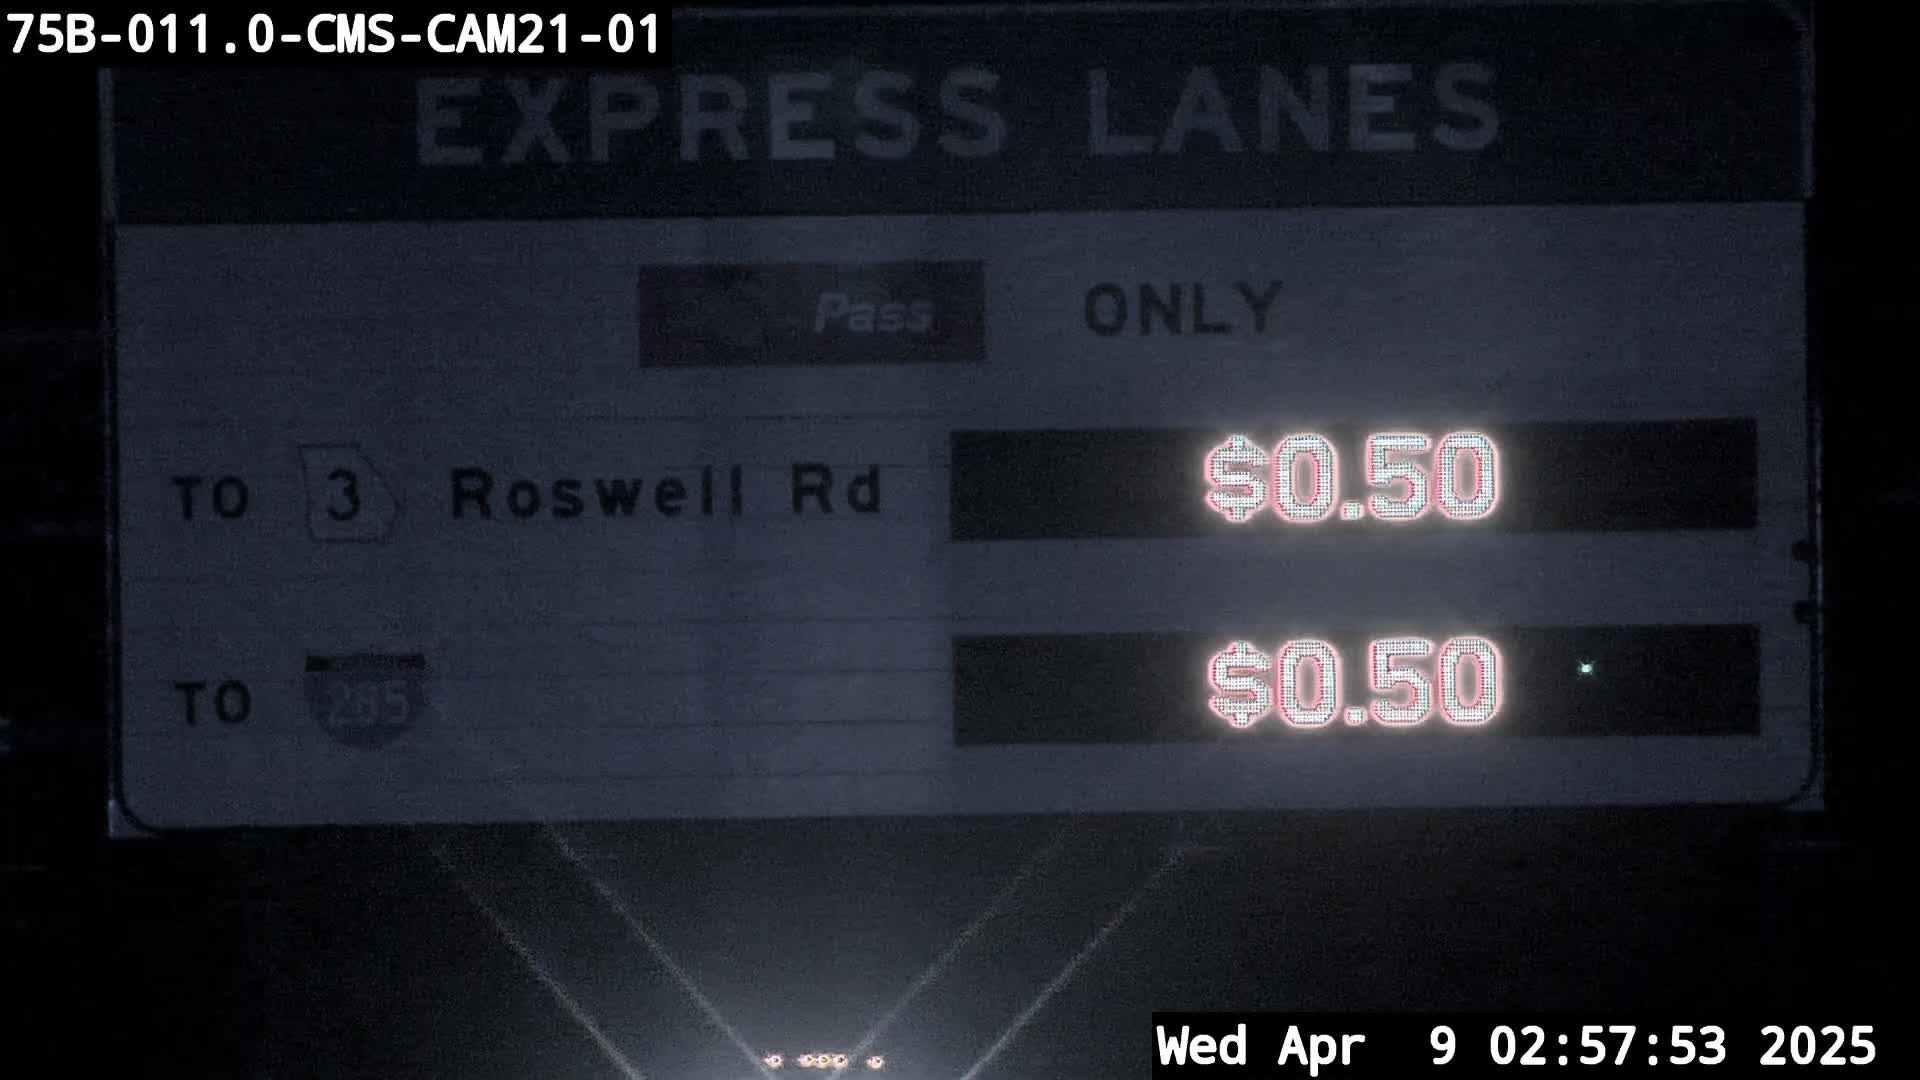 75B-011.0-CMS-CAM21-01
EXPRESS LANES
Pass ONLY
TO 3 Roswell Rd $0.50
TO 285 $0.50
Wed Apr 9 02:57:53 2025